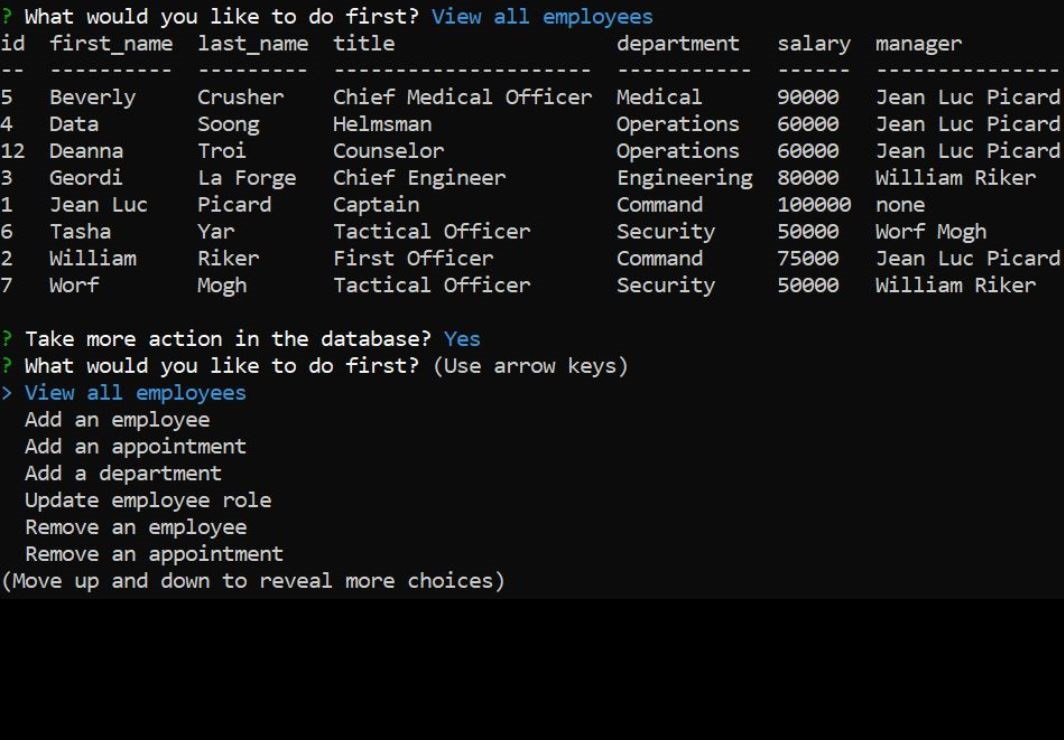 ? What would you like to do first? View all employees
id  first_name  last_name  title                  department   salary  manager
--  ----------  ---------  ---------------------  -----------  ------  ---------------
5   Beverly     Crusher    Chief Medical Officer  Medical      90000   Jean Luc Picard
4   Data        Soong      Helmsman               Operations   60000   Jean Luc Picard
12  Deanna      Troi       Counselor              Operations   60000   Jean Luc Picard
3   Geordi      La Forge   Chief Engineer         Engineering  80000   William Riker
1   Jean Luc    Picard     Captain                Command      100000  none
6   Tasha       Yar        Tactical Officer       Security     50000   Worf Mogh
2   William     Riker      First Officer          Command      75000   Jean Luc Picard
7   Worf        Mogh       Tactical Officer       Security     50000   William Riker
? Take more action in the database? Yes
? What would you like to do first? (Use arrow keys)
> View all employees
  Add an employee
  Add an appointment
  Add a department
  Update employee role
  Remove an employee
  Remove an appointment
(Move up and down to reveal more choices)